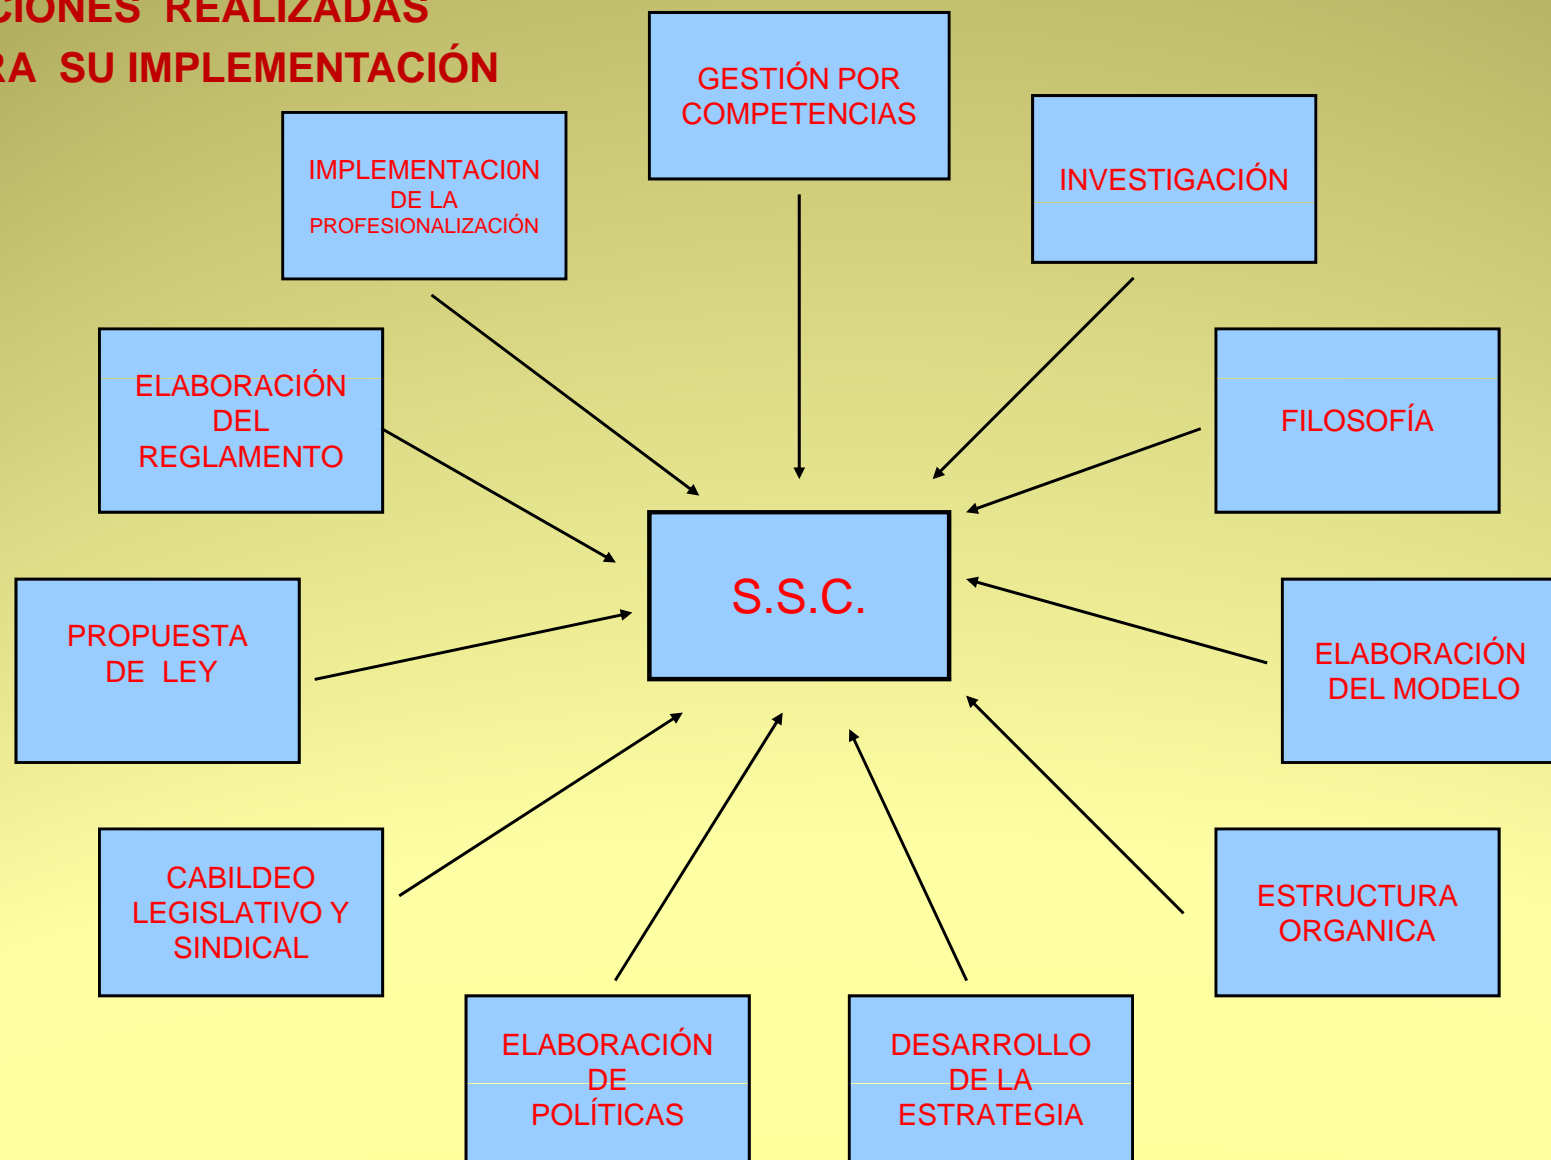 CIONES REALIZADAS
RA SU IMPLEMENTACIÓN
GESTIÓN POR
COMPETENCIAS
INVESTIGACIÓN
IMPLEMENTACI0N
DE LA
PROFESIONALIZACIÓN
ELABORACIÓN
DEL
REGLAMENTO
FILOSOFÍA
S.S.C.
PROPUESTA
DE LEY
ELABORACIÓN
DEL MODELO
CABILDEO
LEGISLATIVO Y
SINDICAL
ESTRUCTURA
ORGANICA
ELABORACIÓN
DE
POLÍTICAS
DESARROLLO
DE LA
ESTRATEGIA